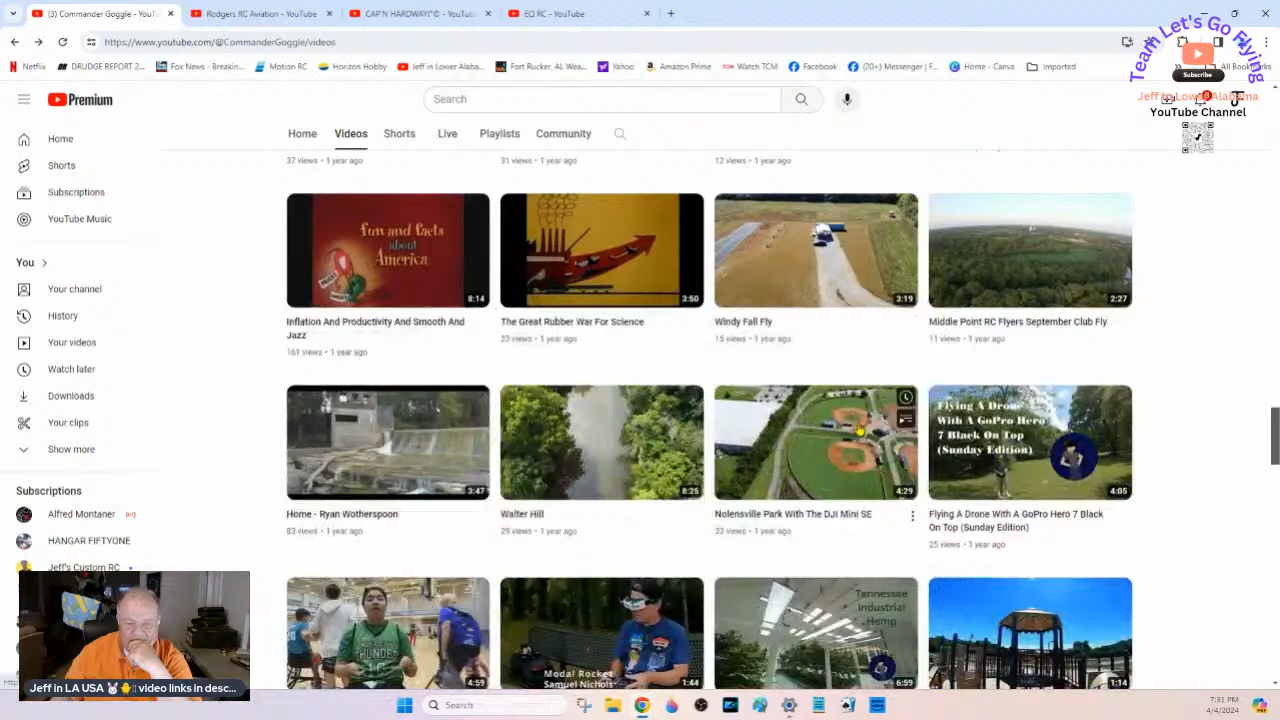 (3) Commander Goggle - YouTu
Rodgers RC Aviation - YouTube
CAP'N HARDWAY!*© - YouTube
EQ RC - YouTube
https://www.youtube.com/@CommanderGoggle/videos
Netflix
DRUDGE REPORT 2...
Fox News - Breakin...
Motion RC
Horizon Hobby
Jeff in Lower Alaba...
Fort Rucker, AL Wea...
Yahoo
Amazon Prime
Watch TCM
Facebook
(20+) Messenger | F...
Home - Canva
Imported
All Bookmarks
Team Let's Go Flying
Subscribe
Jeff in Lower Alabama
YouTube Channel
Premium
Search
Home
Videos
Shorts
Live
Playlists
Community
Home
Shorts
Subscriptions
YouTube Music
You
Your channel
History
Your videos
Watch later
Downloads
Your clips
Show more
Subscriptions
Alfred Montaner
HANGAR FIFTYONE
Jeff's Custom RC
37 views • 1 year ago
31 views • 1 year ago
12 views • 1 year ago
fun and facts
about
America
8:14
3:50
3:19
2:27
Inflation And Productivity And Smooth And
Jazz
161 views • 1 year ago
The Great Rubber War For Science
23 views • 1 year ago
Windy Fall Fly
15 views • 1 year ago
Middle Point RC Flyers September Club Fly
11 views • 1 year ago
Flying A Drone
With A GoPro Hero
7 Black On Top
(Sunday Edition)
3:47
8:25
4:29
4:05
Home - Ryan Wotherspoon
83 views • 1 year ago
Walter Hill
29 views • 1 year ago
Nolensville Park With The DJI Mini SE
33 views • 1 year ago
Flying A Drone With A GoPro Hero 7 Black
On Top (Sunday Edition)
25 views • 1 year ago
THUNDER
4:59
Modal Rocket
Samuel Nichols
1:44
Tennessee
Industrial
Hemp
6:59
1:14
Jeff in LA USA 🐰🐥 video links in desc...
Search
7:31 PM
4/4/2024